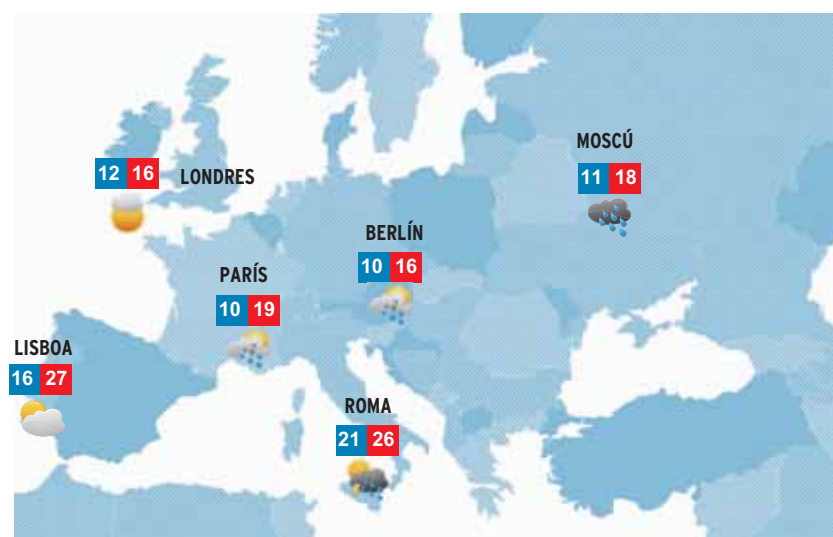 MOSCÚ
11 18
12 16
LONDRES
BERLÍN
10 16
PARÍS
10 19
LISBOA
16 27
ROMA
21 26